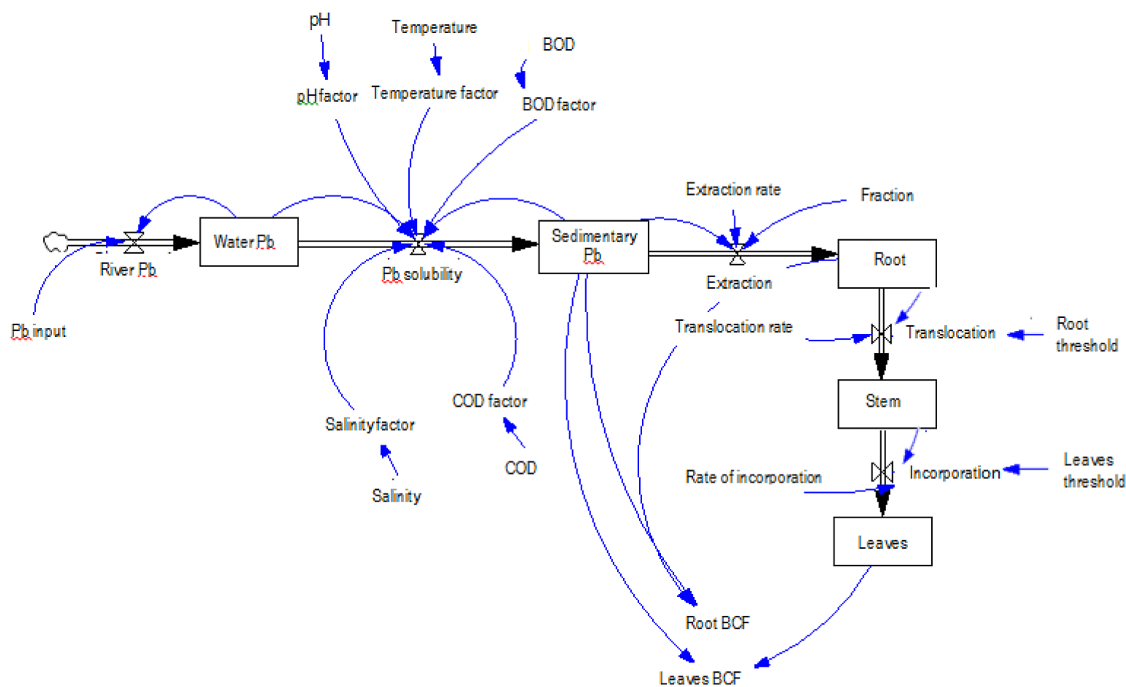 pH
Temperature
BOD
pH factor
Temperature factor
BOD factor
Extraction rate
Fraction
Water Pb
Sedimentary
Pb
Root
River Pb
Pb solubility
Extraction
Pb input
Translocation rate
Translocation
Root
threshold
Stem
COD factor
Salinity factor
COD
Salinity
Rate of incorporation
Incorporation
Leaves
threshold
Leaves
Root BCF
Leaves BCF